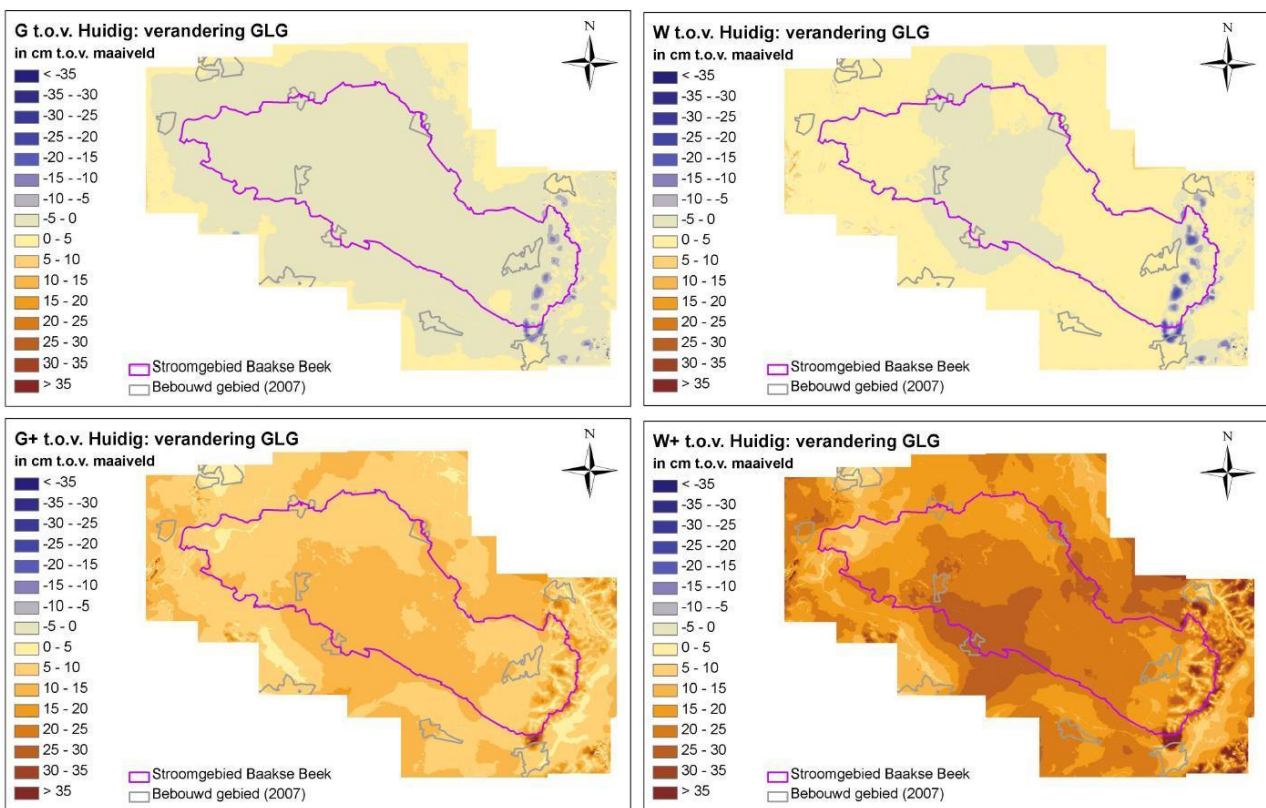 G t.o.v. Huidig: verandering GLG
in cm t.o.v. maaiveld
< -35
-35 - -30
-30 - -25
-25 - -20
-20 - -15
-15 - -10
-10 - -5
-5 - 0
0 - 5
5 - 10
10 - 15
15 - 20
20 - 25
25 - 30
30 - 35
> 35
Stroomgebied Baakse Beek
Bebouwd gebied (2007)
N
W t.o.v. Huidig: verandering GLG
in cm t.o.v. maaiveld
< -35
-35 - -30
-30 - -25
-25 - -20
-20 - -15
-15 - -10
-10 - -5
-5 - 0
0 - 5
5 - 10
10 - 15
15 - 20
20 - 25
25 - 30
30 - 35
> 35
Stroomgebied Baakse Beek
Bebouwd gebied (2007)
N
G+ t.o.v. Huidig: verandering GLG
in cm t.o.v. maaiveld
< -35
-35 - -30
-30 - -25
-25 - -20
-20 - -15
-15 - -10
-10 - -5
-5 - 0
0 - 5
5 - 10
10 - 15
15 - 20
20 - 25
25 - 30
30 - 35
> 35
Stroomgebied Baakse Beek
Bebouwd gebied (2007)
N
W+ t.o.v. Huidig: verandering GLG
in cm t.o.v. maaiveld
< -35
-35 - -30
-30 - -25
-25 - -20
-20 - -15
-15 - -10
-10 - -5
-5 - 0
0 - 5
5 - 10
10 - 15
15 - 20
20 - 25
25 - 30
30 - 35
> 35
Stroomgebied Baakse Beek
Bebouwd gebied (2007)
N